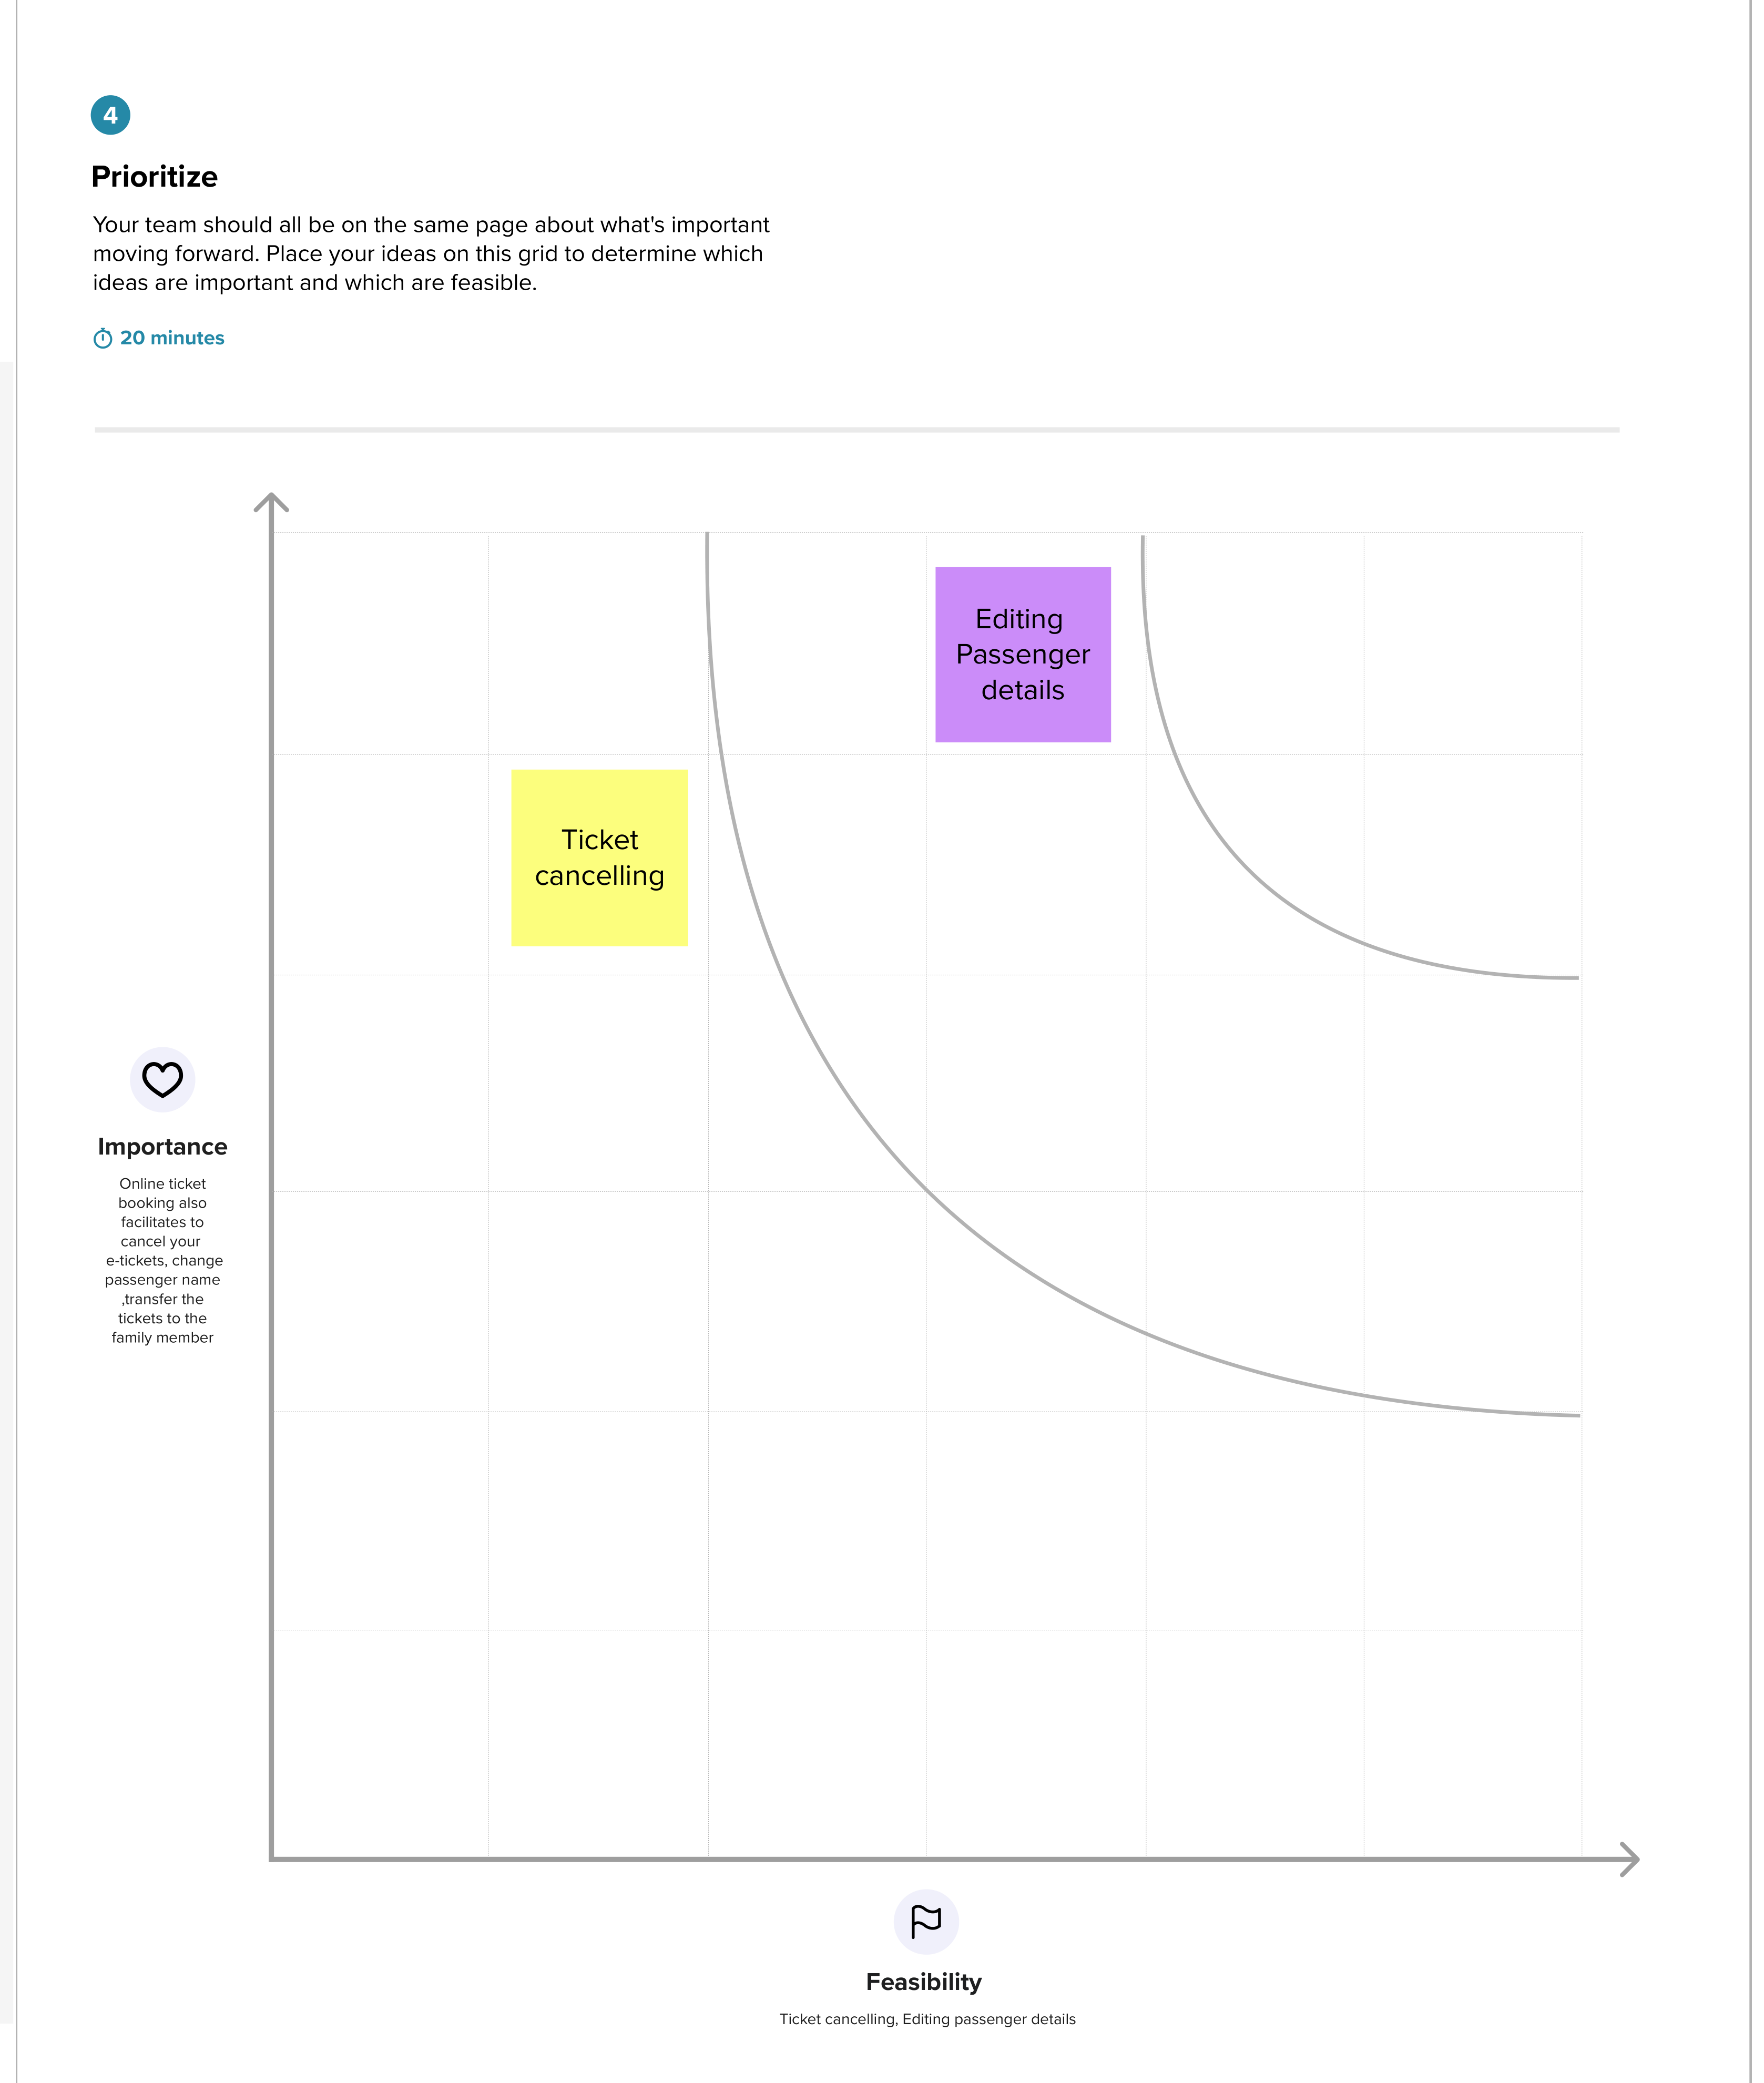 4
Prioritize
Your team should all be on the same page about what's important
moving forward. Place your ideas on this grid to determine which
ideas are important and which are feasible.
20 minutes
Editing
Passenger
details
Ticket
cancelling
Importance
Online ticket
booking also
facilitates to
cancel your
e-tickets, change
passenger name
,transfer the
tickets to the
family member
Feasibility
Ticket cancelling, Editing passenger details